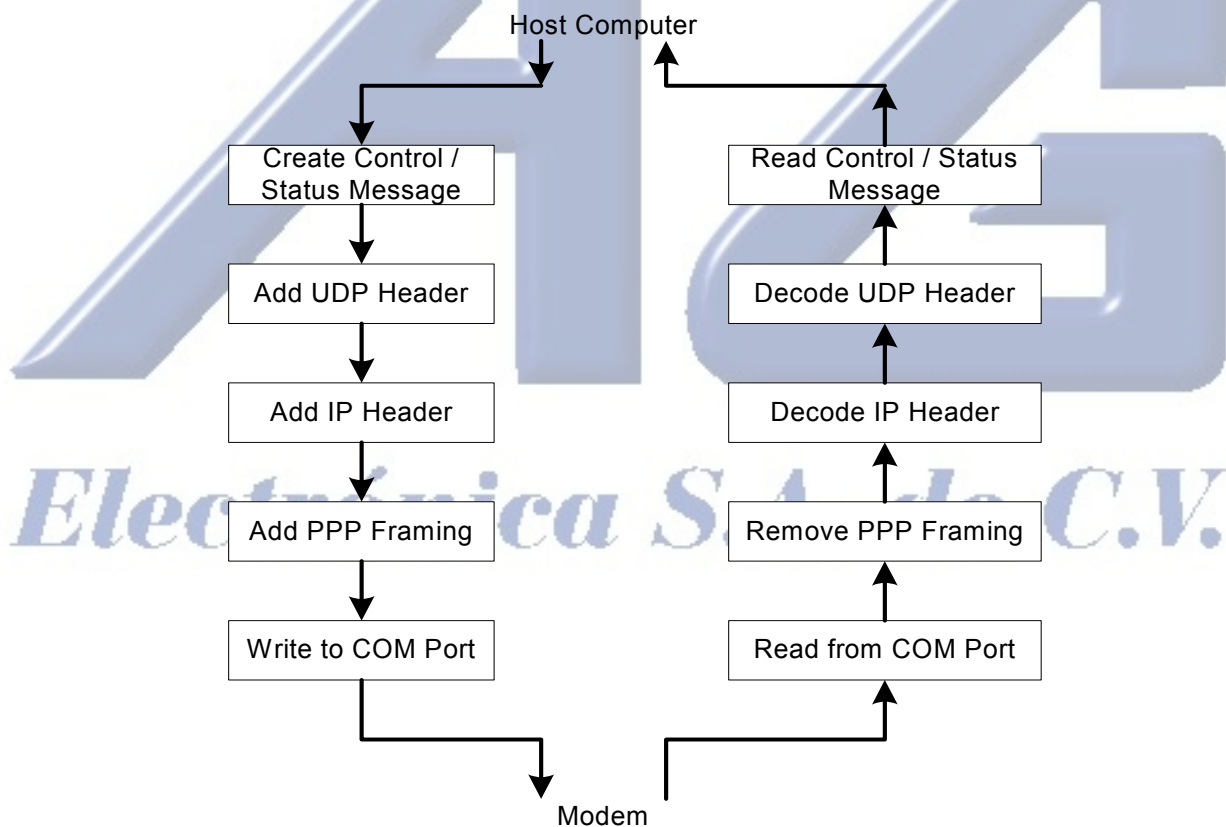 Host Computer
Create Control /
Status Message
Add UDP Header
Add IP Header
Add PPP Framing
Write to COM Port
Read Control / Status
Message
Decode UDP Header
Decode IP Header
Remove PPP Framing
Read from COM Port
Modem
AG
Electrónica S.A. de C.V.